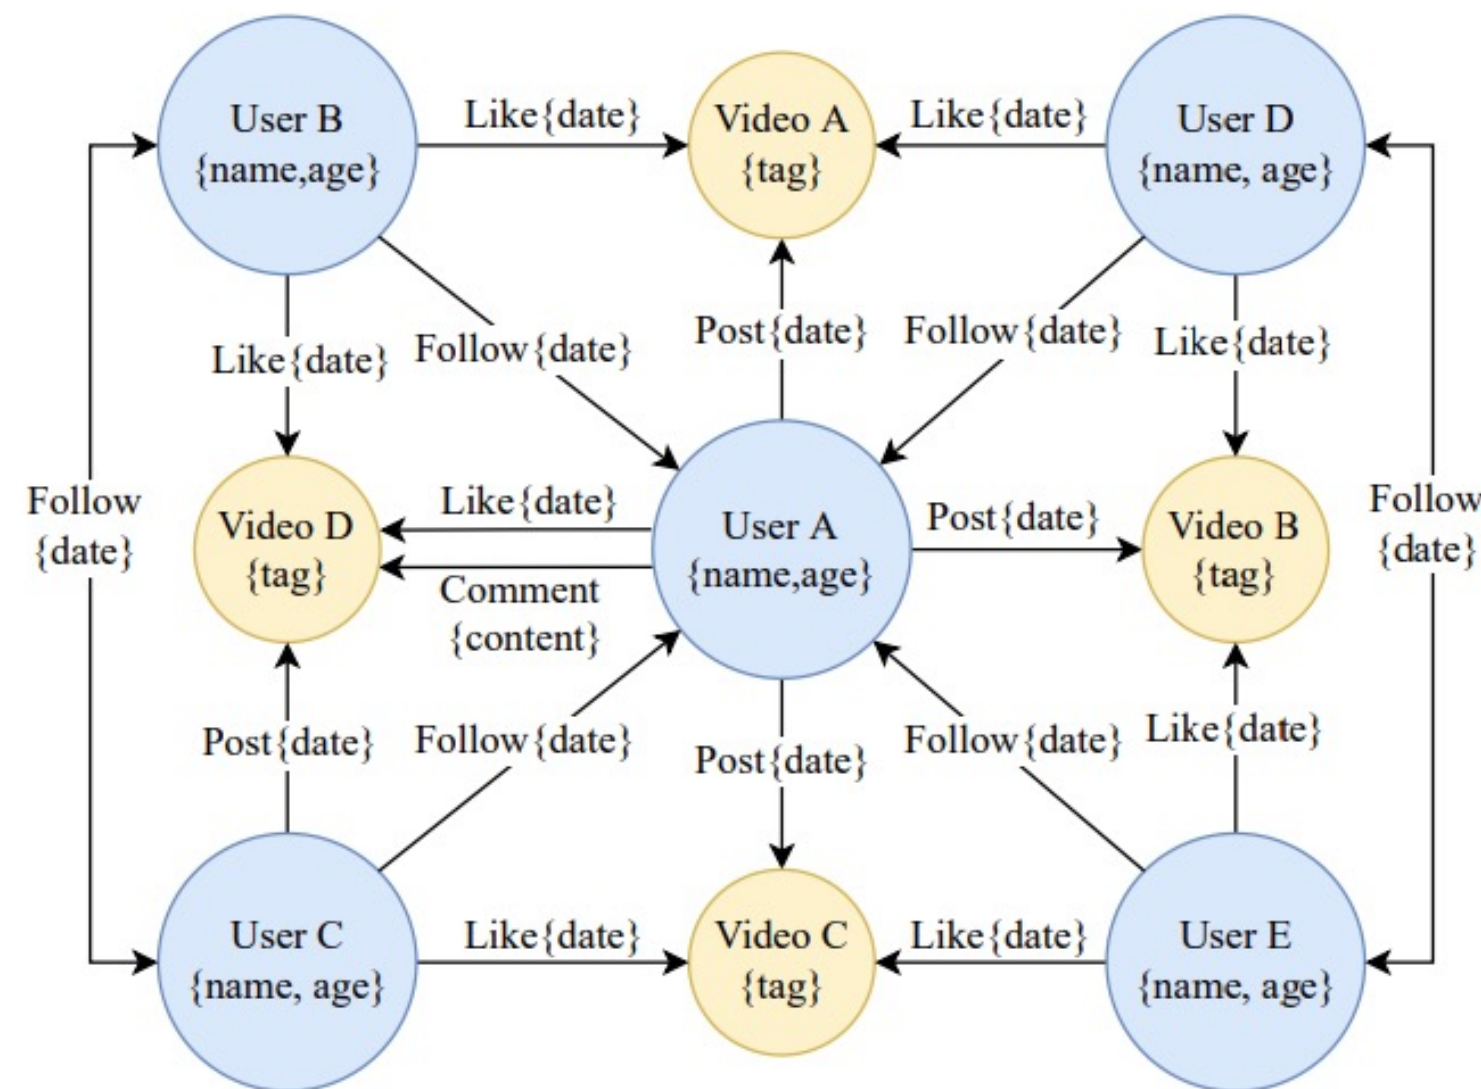 User B
{name,age}
Like{date}
Video A
{tag}
Like{date}
User D
{name, age}
Like{date}
Follow{date}
Post{date}
Follow{date}
Like{date}
Follow
{date}
Video D
{tag}
Like{date}
Comment
{content}
User A
{name,age}
Post{date}
Video B
{tag}
Follow
{date}
Post{date}
Follow{date}
Post{date}
Follow{date}
Like{date}
User C
{name, age}
Like{date}
Video C
{tag}
Like{date}
User E
{name, age}